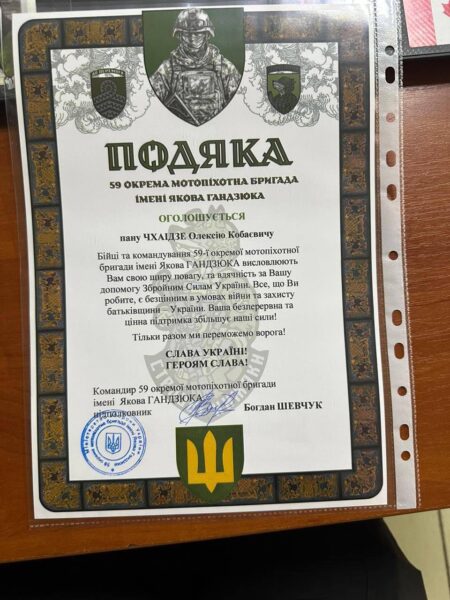 ПОДЯКА
59 ОКРЕМА МОТОПІХОТНА БРИГАДА
ІМЕНІ ЯКОВА ГАНДЗЮКА
ОГОЛОШУЄТЬСЯ
пану ЧХАІДЗЕ Олексію Кобаєвичу
Бійці та командування 59-ї окремої мотопіхотної
бригади імені Якова ГАНДЗЮКА висловлюють
Вам свою щиру повагу, та вдячність за Вашу
допомогу Збройним Силам України. Все, що Ви
робите, є безцінним в умовах війни та захисту
батьківщини – України. Ваша безперервна та
цінна підтримка збільшує наші сили!
Тільки разом ми переможемо ворога!
СЛАВА УКРАЇНІ!
ГЕРОЯМ СЛАВА!
Командир 59 окремої мотопіхотної бригади
імені Якова ГАНДЗЮКА
підполковник
Богдан ШЕВЧУК